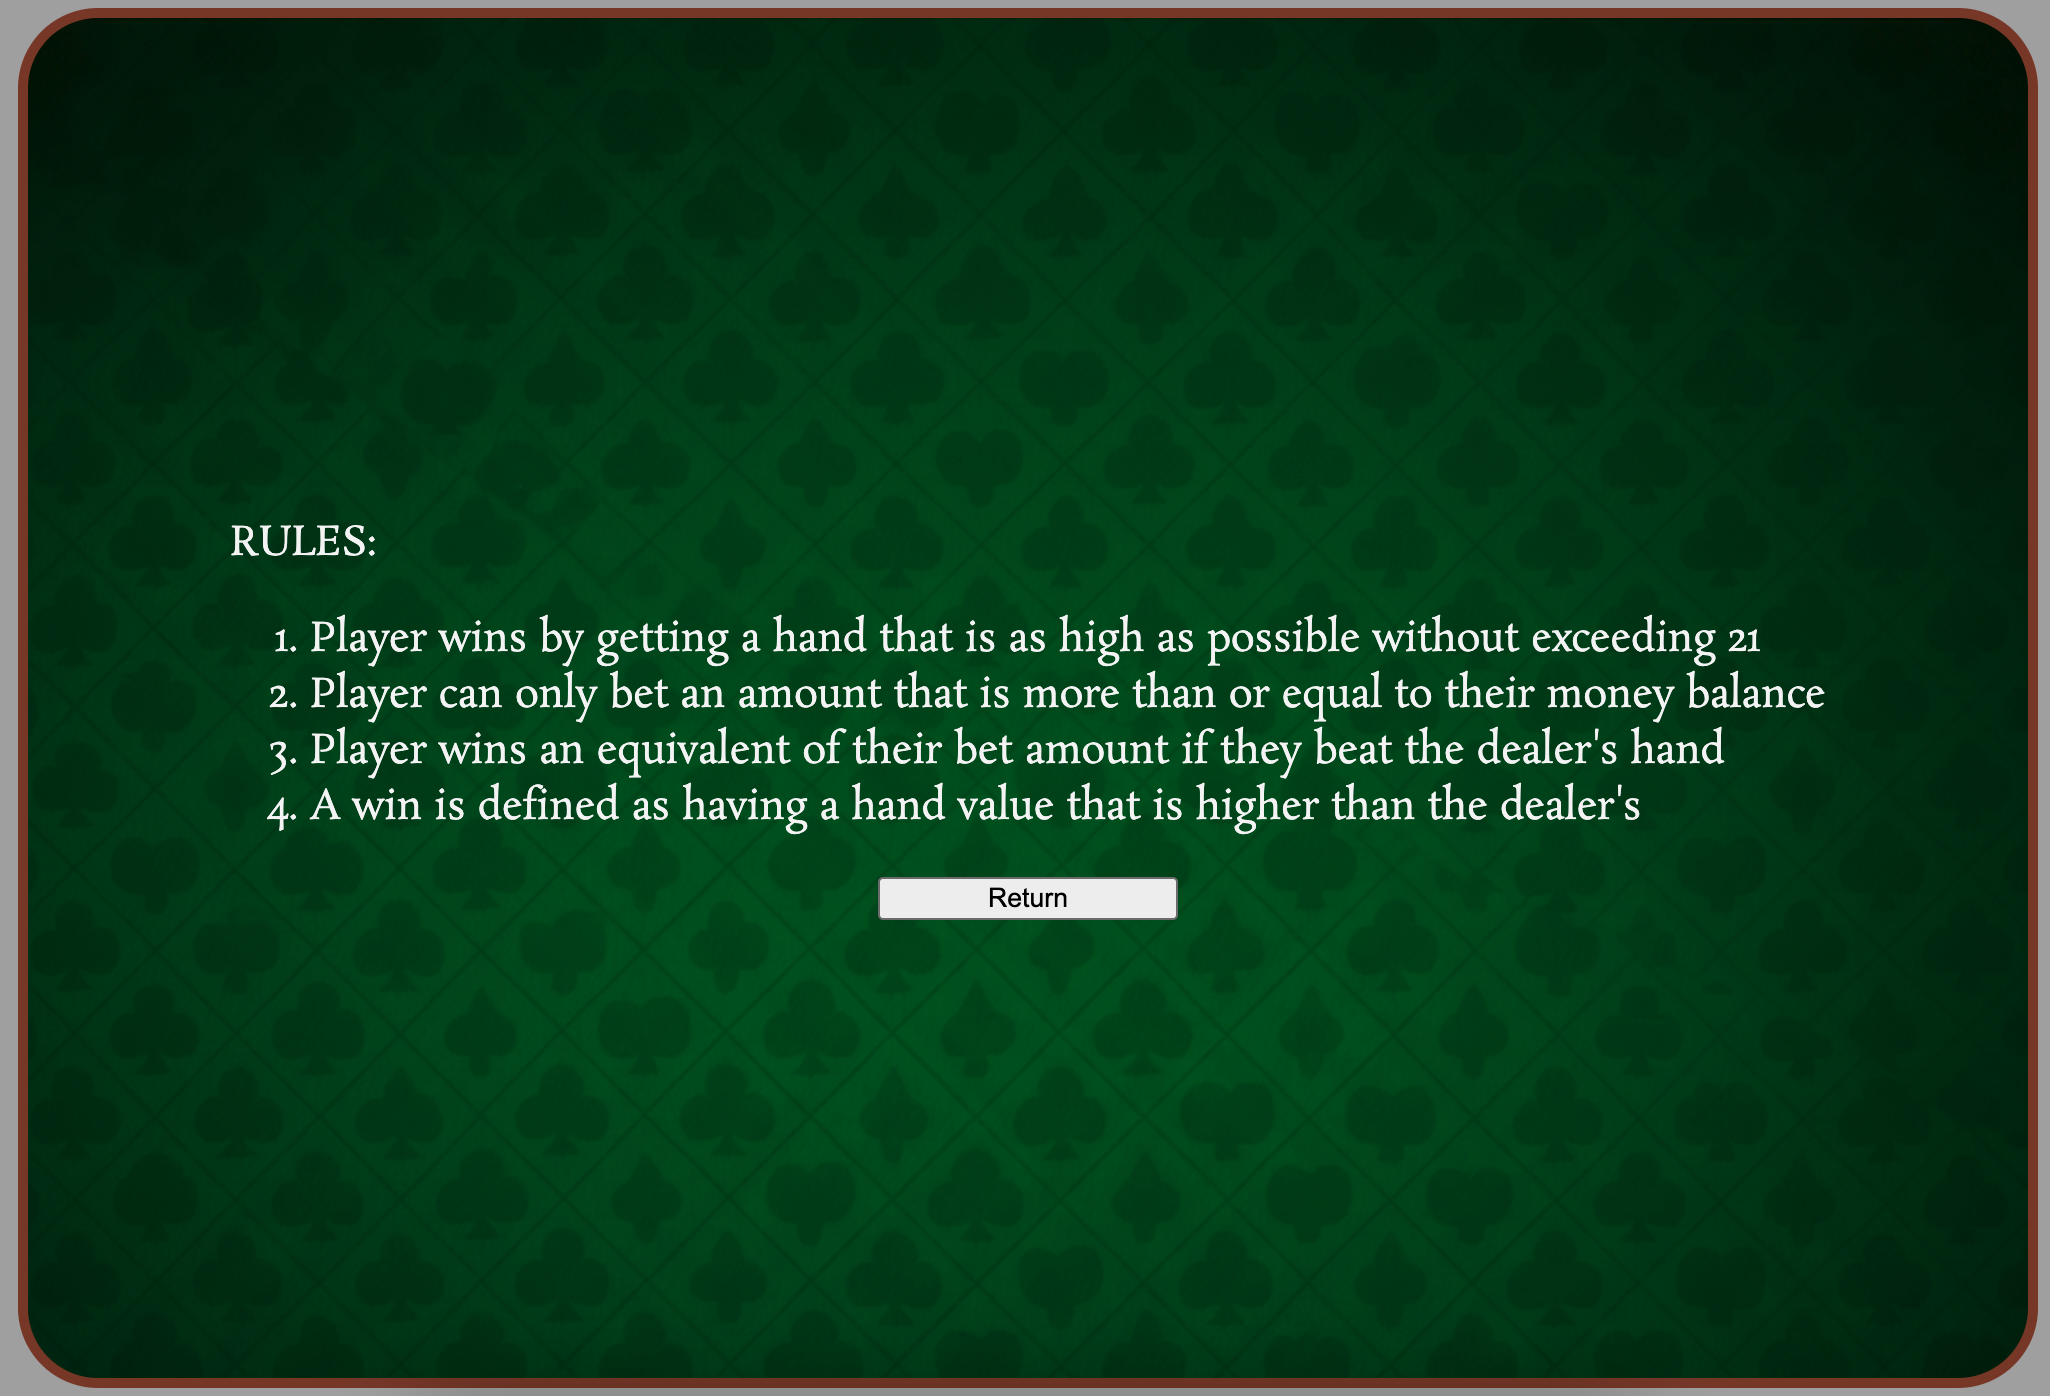 RULES:
1. Player wins by getting a hand that is as high as possible without exceeding 21
2. Player can only bet an amount that is more than or equal to their money balance
3. Player wins an equivalent of their bet amount if they beat the dealer's hand
4. A win is defined as having a hand value that is higher than the dealer's
Return